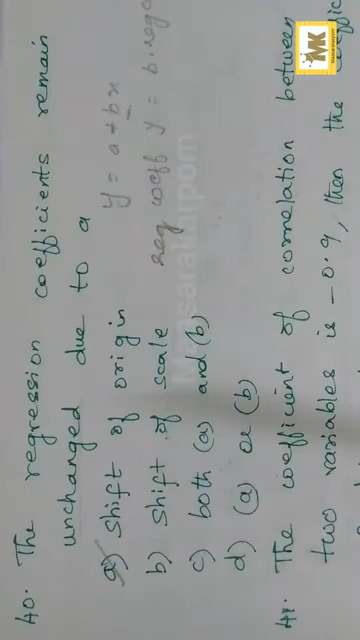 40. The regression coefficients remain
unchanged due to a
a) Shift of origin
b) Shift of scale
c) both (a) and (b)
d) (a) or (b)
y = a + bx
reg coeff y = b.
41. The coefficient of correlation between
two variables is -0.9, then the
MK